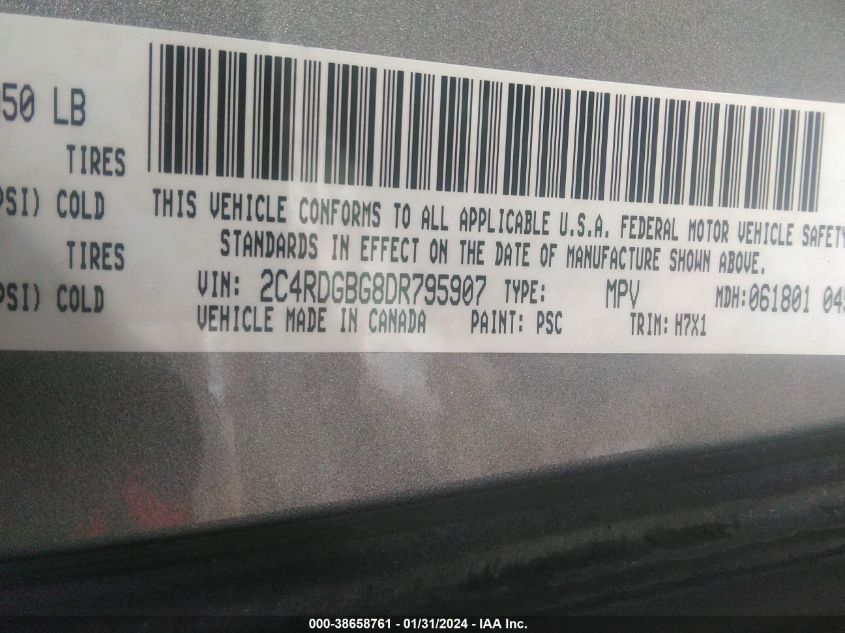 50 LB
TIRES
PSI) COLD
TIRES
PSI) COLD
THIS VEHICLE CONFORMS TO ALL APPLICABLE U.S.A. FEDERAL MOTOR VEHICLE SAFETY
STANDARDS IN EFFECT ON THE DATE OF MANUFACTURE SHOWN ABOVE.
VIN: 2C4RDGBG8DR795907 TYPE: MPV MDH:061801 04
VEHICLE MADE IN CANADA PAINT: PSC TRIM: H7X1
000-38658761 - 01/31/2024 - IAA Inc.